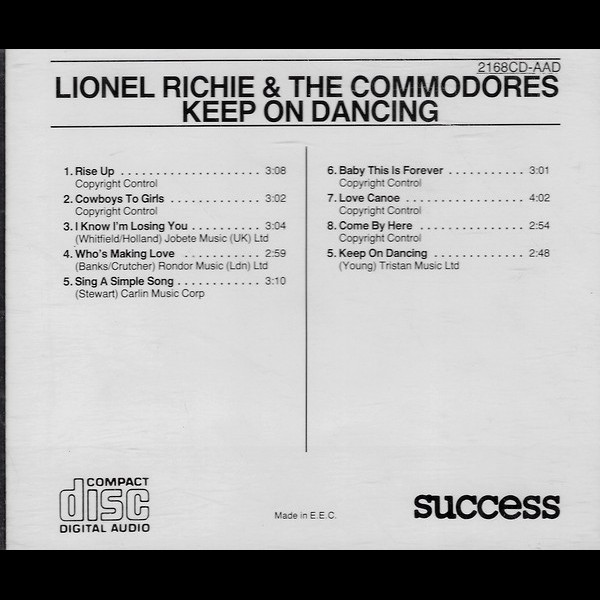 2168CD-AAD
LIONEL RICHIE & THE COMMODORES
KEEP ON DANCING
1. Rise Up . . . . . . . . . . . . . . . . . . . . . 3:08
Copyright Control
2. Cowboys To Girls . . . . . . . . . . . . . . 3:02
Copyright Control
3. I Know I'm Losing You . . . . . . . . . . . 3:04
(Whitfield/Holland) Jobete Music (UK) Ltd
4. Who's Making Love . . . . . . . . . . . . 2:59
(Banks/Crutcher) Rondor Music (Ldn) Ltd
5. Sing A Simple Song . . . . . . . . . . . . . 3:10
(Stewart) Carlin Music Corp
6. Baby This Is Forever . . . . . . . . . . . 3:01
Copyright Control
7. Love Canoe . . . . . . . . . . . . . . . . . . 4:02
Copyright Control
8. Come By Here . . . . . . . . . . . . . . . . 2:54
Copyright Control
5. Keep On Dancing . . . . . . . . . . . . . . 2:48
(Young) Tristan Music Ltd
COMPACT
disc
DIGITAL AUDIO
Made in E.E.C.
success